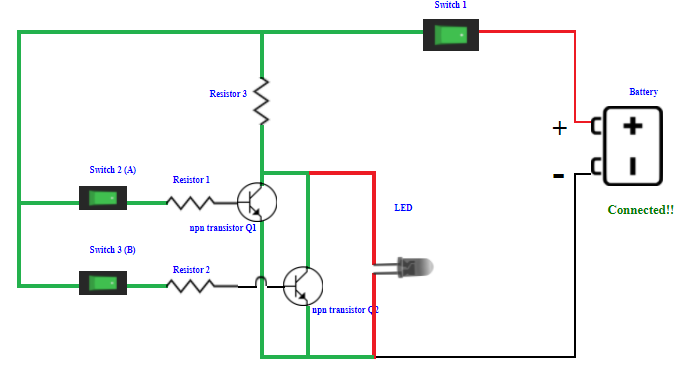 Switch 1
Resistor 3
Battery
+
-
Switch 2 (A)
Resistor 1
LED
Connected!!
npn transistor Q1
Switch 3 (B)
Resistor 2
npn transistor Q2